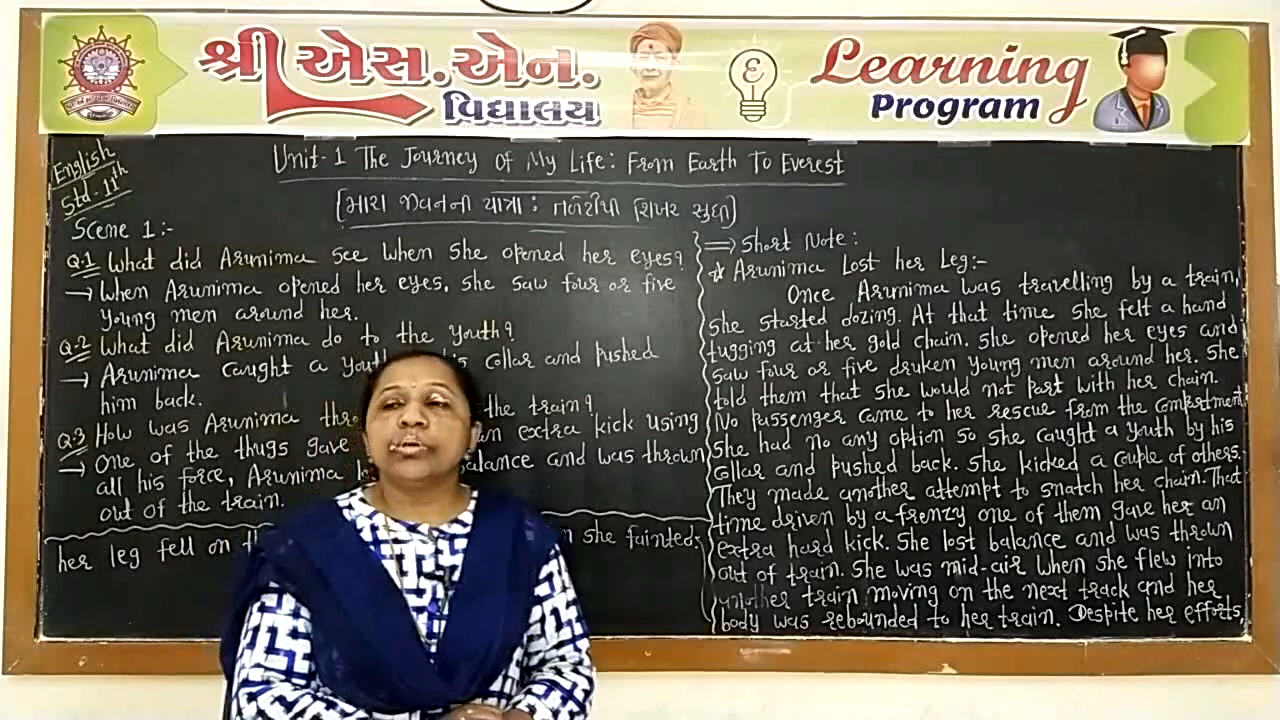 શ્રી એસ.એન.
વિદ્યાલય
Learning
Program
English
Std-11th
Unit-1 The Journey Of My Life: From Earth To Everest
[મારા જીવનની યાત્રા : તળેટીથી શિખર સુધી]
Scene 1:-
Q.1 What did Arunima see when she opened her eyes?
→ When Arunima opened her eyes, she saw four or five
young men around her.
Q.2 What did Arunima do to the youth?
→ Arunima caught a collar and pushed
him back.
Q.3 How was Arunima the train?
→ One of the thugs gave extra kick using
all his force, Arunima and was thrown
out of the train.
⇒ Short Note:
☆ Arunima Lost her Leg:-
Once Arunima was travelling by a train,
she started dozing. At that time she felt a hand
tugging at her gold chain. She opened her eyes and
saw four or five druken young men around her. She
told them that she would not part with her chain.
No passenger came to her rescue from the compartment.
She had no any option so she caught a youth by his
collar and pushed back. She kicked a couple of others.
They made another attempt to snatch her chain. That
time driven by a frenzy one of them gave her an
extra hard kick. She lost balance and was thrown
out of train. She was mid-air when she flew into
another train moving on the next track and her
body was rebounded to her train. Despite her efforts,
her leg fell on she fainted.